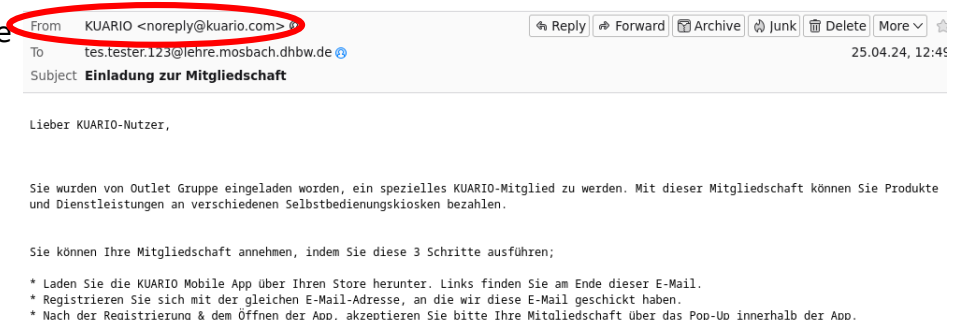 e
From KUARIO <noreply@kuario.com>
Reply Forward Archive Junk Delete More
To tes.tester.123@lehre.mosbach.dhbw.de
25.04.24, 12:49
Subject Einladung zur Mitgliedschaft
Lieber KUARIO-Nutzer,
Sie wurden von Outlet Gruppe eingeladen worden, ein spezielles KUARIO-Mitglied zu werden. Mit dieser Mitgliedschaft können Sie Produkte
und Dienstleistungen an verschiedenen Selbstbedienungskiosken bezahlen.
Sie können Ihre Mitgliedschaft annehmen, indem Sie diese 3 Schritte ausführen;
* Laden Sie die KUARIO Mobile App über Ihren Store herunter. Links finden Sie am Ende dieser E-Mail.
* Registrieren Sie sich mit der gleichen E-Mail-Adresse, an die wir diese E-Mail geschickt haben.
* Nach der Registrierung & dem Öffnen der App, akzeptieren Sie bitte Ihre Mitgliedschaft über das Pop-Up innerhalb der App.